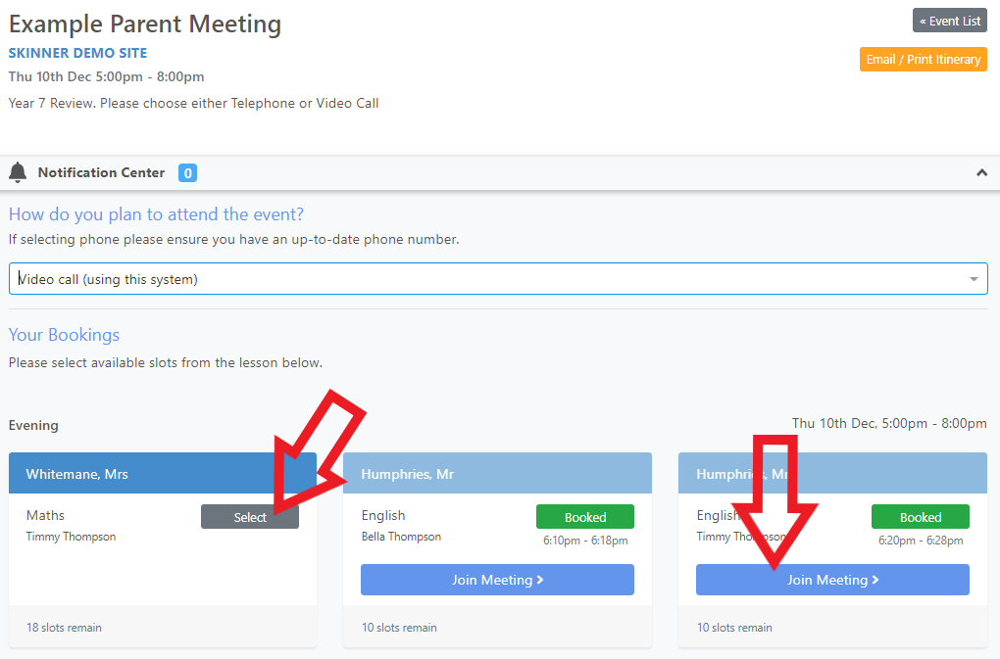 Example Parent Meeting
« Event List
SKINNER DEMO SITE
Email / Print Itinerary
Thu 10th Dec 5:00pm - 8:00pm
Year 7 Review. Please choose either Telephone or Video Call
Notification Center 0
How do you plan to attend the event?
If selecting phone please ensure you have an up-to-date phone number.
Video call (using this system)
Your Bookings
Please select available slots from the lesson below.
Evening
Thu 10th Dec, 5:00pm - 8:00pm
Whitemane, Mrs
Maths
Select
Timmy Thompson
18 slots remain
Humphries, Mr
English
Booked
Bella Thompson
6:10pm - 6:18pm
Join Meeting
10 slots remain
Humphries, Mr
English
Booked
Timmy Thompson
6:20pm - 6:28pm
Join Meeting
10 slots remain